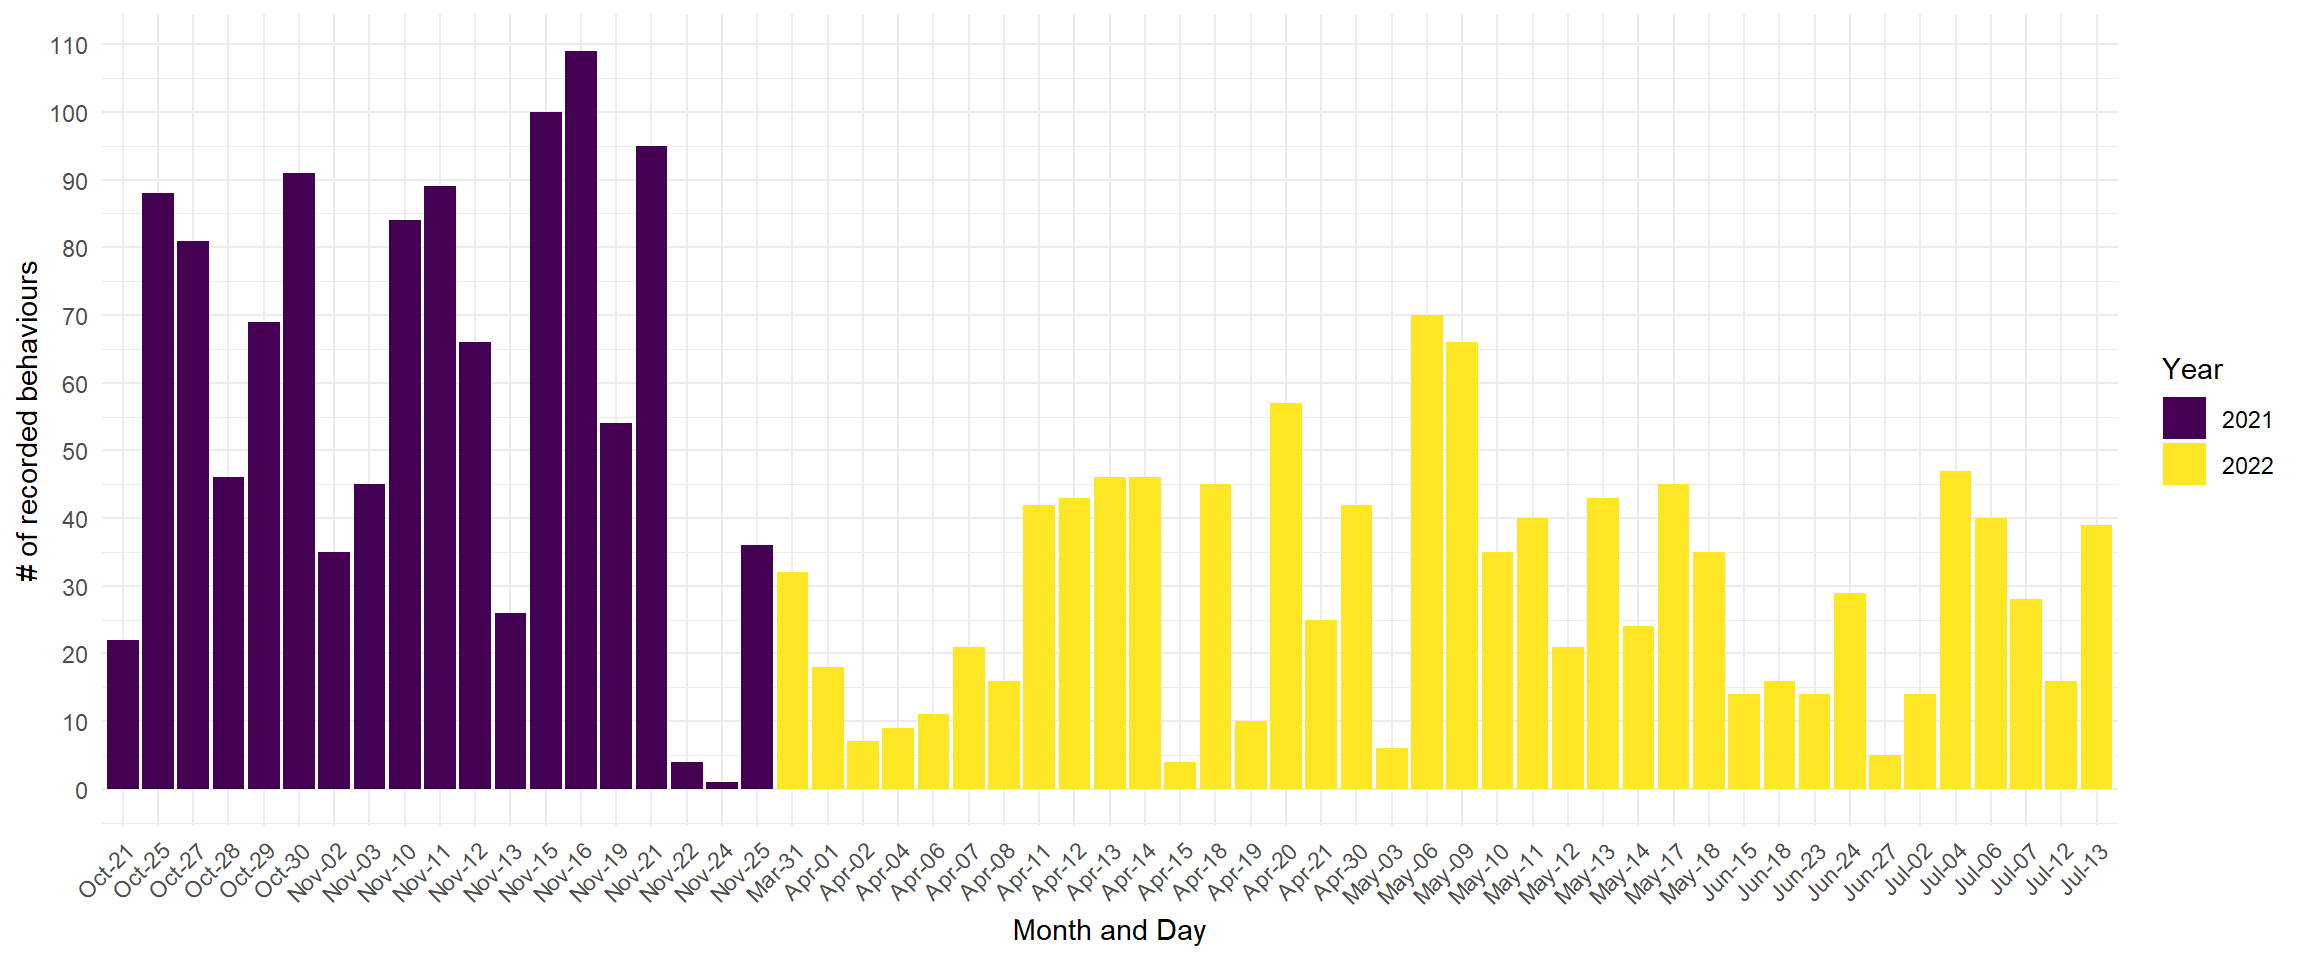 110
100
90
80
70
60
50
40
30
20
10
0
# of recorded behaviours
Oct-21
Oct-25
Oct-27
Oct-28
Oct-29
Oct-30
Nov-02
Nov-03
Nov-10
Nov-11
Nov-12
Nov-13
Nov-15
Nov-16
Nov-19
Nov-21
Nov-22
Nov-24
Nov-25
Mar-31
Apr-01
Apr-02
Apr-04
Apr-06
Apr-07
Apr-08
Apr-11
Apr-12
Apr-13
Apr-14
Apr-15
Apr-18
Apr-19
Apr-20
Apr-21
Apr-30
May-03
May-06
May-09
May-10
May-11
May-12
May-13
May-14
May-17
May-18
Jun-15
Jun-18
Jun-23
Jun-24
Jun-27
Jul-02
Jul-04
Jul-06
Jul-07
Jul-12
Jul-13
Month and Day
Year
2021
2022